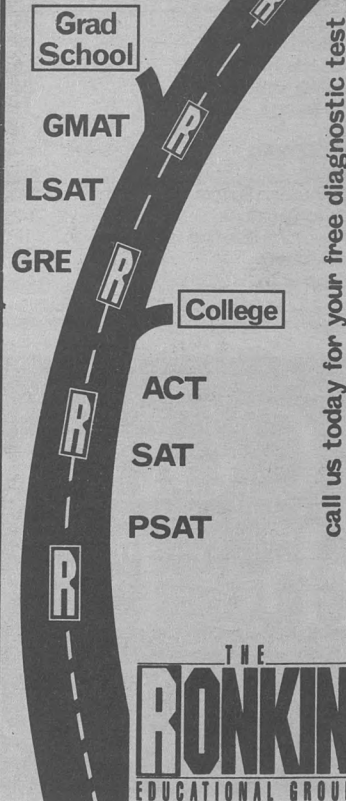 Grad
School
GMAT
LSAT
GRE
College
ACT
SAT
PSAT
R
R
R
R
R
call us today for your free diagnostic test
THE
RONKIN
EDUCATIONAL GROU